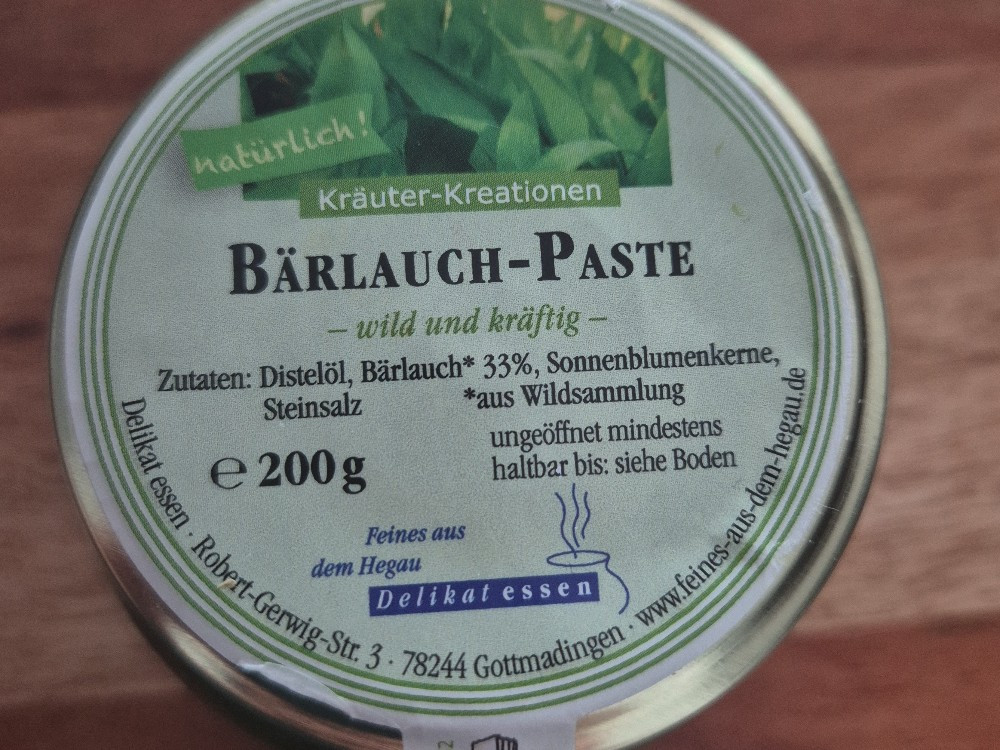 natürlich!
Kräuter-Kreationen
BÄRLAUCH-PASTE
– wild und kräftig –
Zutaten: Distelöl, Bärlauch* 33%, Sonnenblumenkerne,
Steinsalz
*aus Wildsammlung
ungeöffnet mindestens
haltbar bis: siehe Boden
℮ 200 g
Feines aus
dem Hegau
Delikat essen
Delikat essen · Robert-Gerwig-Str. 3 · 78244 Gottmadingen · www.feines-aus-dem-hegau.de
2